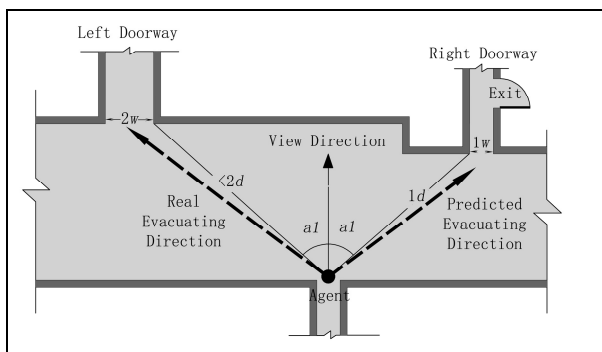 Left Doorway
Right Doorway
Exit
2w
1w
View Direction
<2d
1d
Real
Evacuating
Direction
Predicted
Evacuating
Direction
a1
a1
Agent